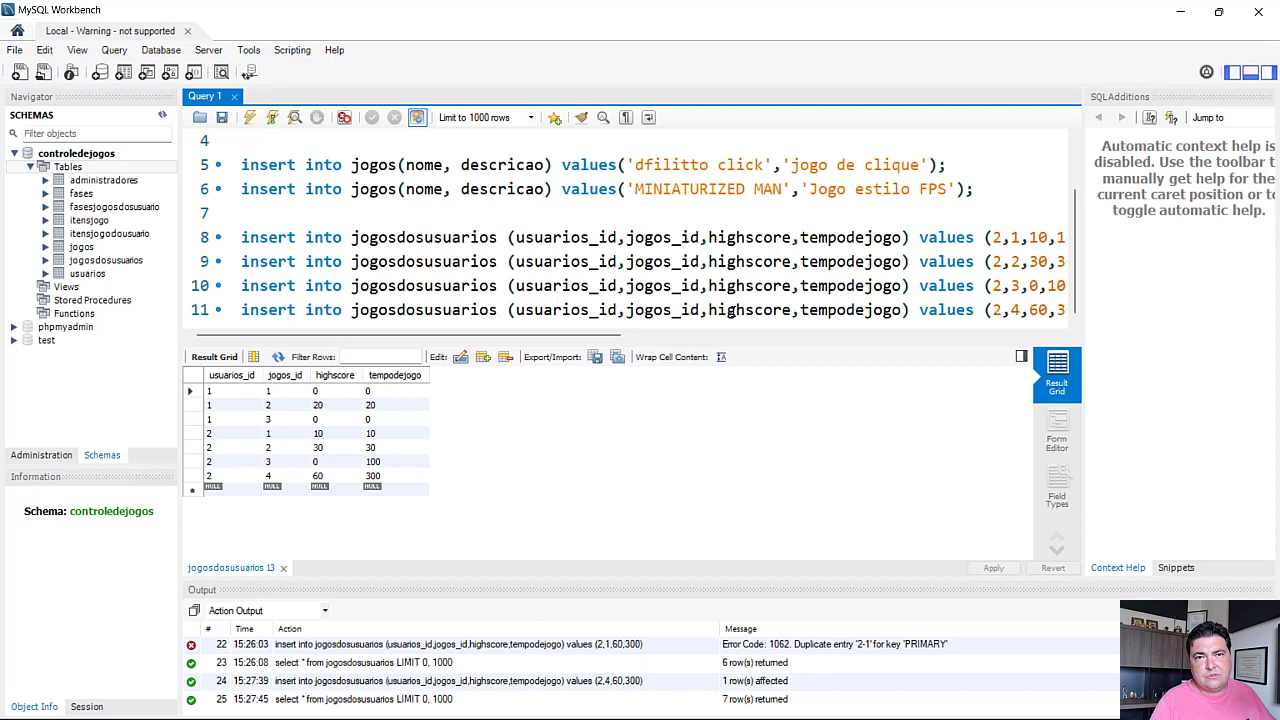 MySQL Workbench
Local - Warning - not supported
File Edit View Query Database Server Tools Scripting Help
Navigator
SCHEMAS
Filter objects
controledejogos
Tables
administradores
fases
fasesjogosdousuario
itensjogo
itensjogodousuario
jogos
jogosdosusuarios
usuarios
Views
Stored Procedures
Functions
phpmyadmin
test
Administration Schemas
Information
Schema: controledejogos
Object Info Session
Query 1
Limit to 1000 rows
4
5 insert into jogos(nome, descricao) values('dfilitto click','jogo de clique');
6 insert into jogos(nome, descricao) values('MINIATURIZED MAN','Jogo estilo FPS');
7
8 insert into jogosdosusuarios (usuarios_id,jogos_id,highscore,tempodejogo) values (2,1,10,1
9 insert into jogosdosusuarios (usuarios_id,jogos_id,highscore,tempodejogo) values (2,2,30,3
10 insert into jogosdosusuarios (usuarios_id,jogos_id,highscore,tempodejogo) values (2,3,0,10
11 insert into jogosdosusuarios (usuarios_id,jogos_id,highscore,tempodejogo) values (2,4,60,3
Result Grid Filter Rows: Edit: Export/Import: Wrap Cell Content:
usuarios_id jogos_id highscore tempodejogo
1 1 0 0
1 2 20 20
1 3 0 0
2 1 10 10
2 2 30 30
2 3 0 100
2 4 60 300
NULL NULL NULL NULL
Result Grid
Form Editor
Field Types
jogosdosusuarios 13
Apply Revert
SQLAdditions
Jump to
Automatic context help is
disabled. Use the toolbar t
manually get help for the
current caret position or to
toggle automatic help.
Context Help Snippets
Output
Action Output
# Time Action Message
22 15:26:03 insert into jogosdosusuarios (usuarios_id,jogos_id,highscore,tempodejogo) values (2,1,60,300) Error Code: 1062. Duplicate entry '2-1' for key 'PRIMARY'
23 15:26:08 select * from jogosdosusuarios LIMIT 0, 1000 6 row(s) returned
24 15:27:39 insert into jogosdosusuarios (usuarios_id,jogos_id,highscore,tempodejogo) values (2,4,60,300) 1 row(s) affected
25 15:27:45 select * from jogosdosusuarios LIMIT 0, 1000 7 row(s) returned